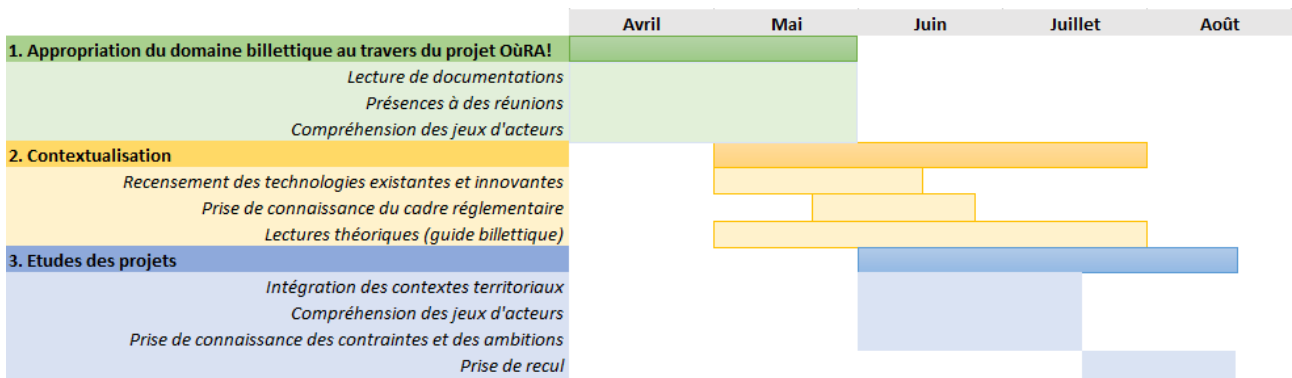 Avril Mai Juin Juillet Août
1. Appropriation du domaine billettique au travers du projet OùRA!
Lecture de documentations
Présences à des réunions
Compréhension des jeux d'acteurs
2. Contextualisation
Recensement des technologies existantes et innovantes
Prise de connaissance du cadre réglementaire
Lectures théoriques (guide billettique)
3. Etudes des projets
Intégration des contextes territoriaux
Compréhension des jeux d'acteurs
Prise de connaissance des contraintes et des ambitions
Prise de recul